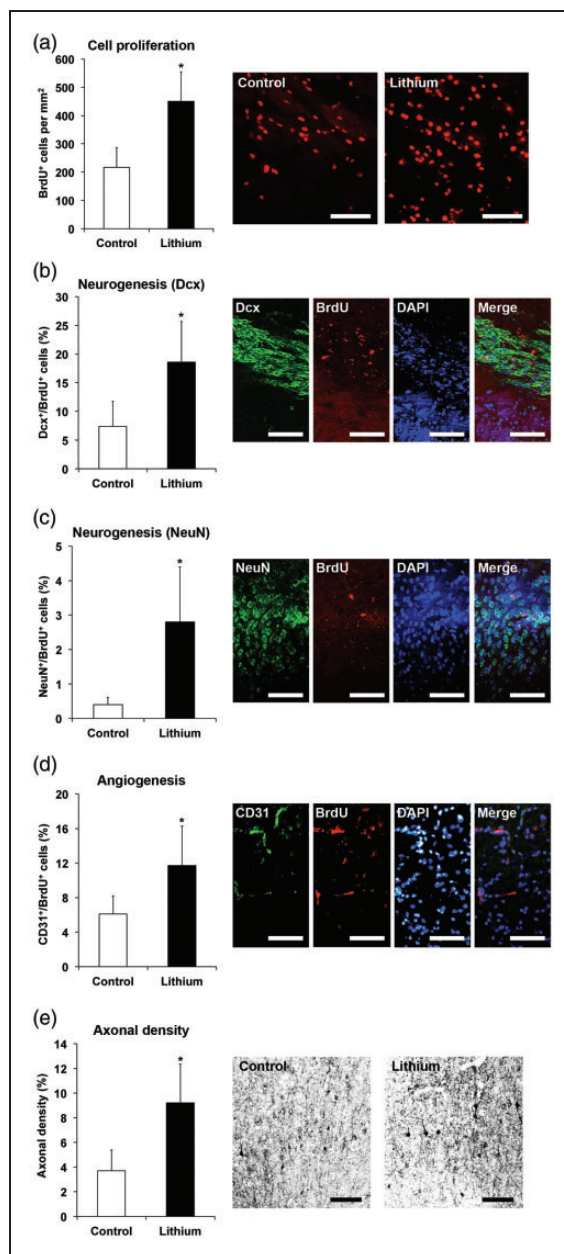 (a)
Cell proliferation
BrdU⁺ cells per mm²
600
500
400
300
200
100
0
*
Control
Lithium
Control
Lithium
(b)
Neurogenesis (Dcx)
Dcx⁺/BrdU⁺ cells (%)
30
25
20
15
10
5
0
*
Control
Lithium
Dcx
BrdU
DAPI
Merge
(c)
Neurogenesis (NeuN)
NeuN⁺/BrdU⁺ cells (%)
5
4
3
2
1
0
*
Control
Lithium
NeuN
BrdU
DAPI
Merge
(d)
Angiogenesis
CD31⁺/BrdU⁺ cells (%)
20
16
12
8
4
0
*
Control
Lithium
CD31
BrdU
DAPI
Merge
(e)
Axonal density
Axonal density (%)
14
12
10
8
6
4
2
0
*
Control
Lithium
Control
Lithium